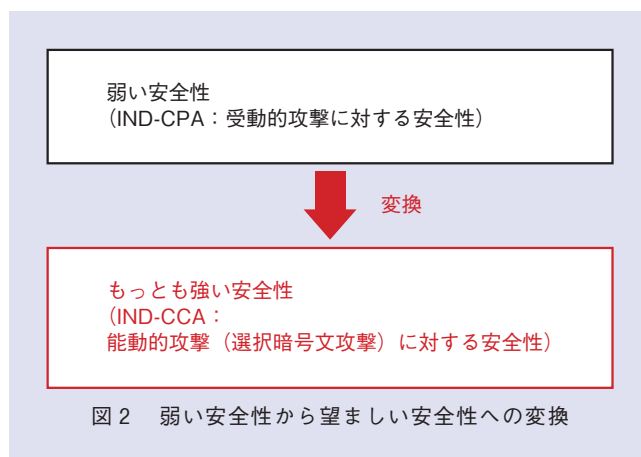 弱い安全性
(IND-CPA：受動的攻撃に対する安全性)
変換
もっとも強い安全性
(IND-CCA：
能動的攻撃（選択暗号文攻撃）に対する安全性)
図2　弱い安全性から望ましい安全性への変換